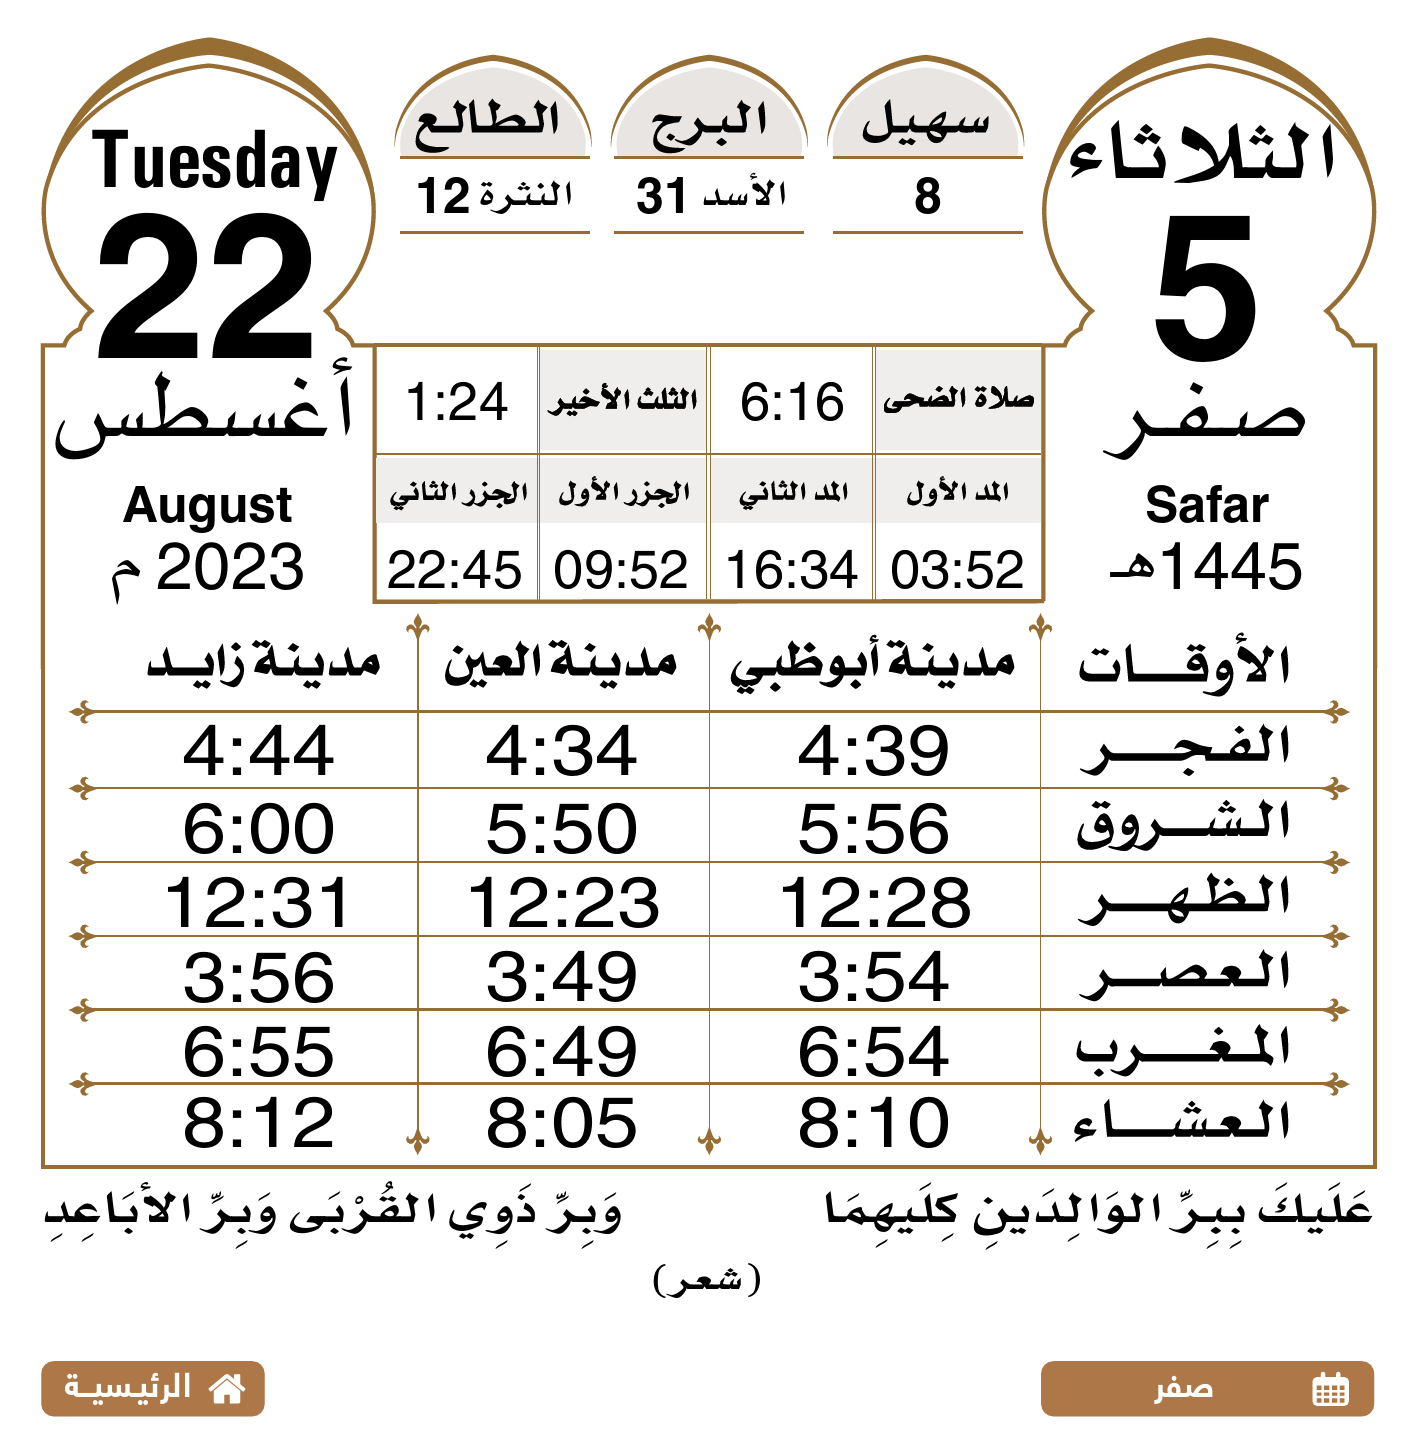 الثلاثاء
5
صفر
Safar
1445هـ
سهيل
8
البرج
الأسد 31
الطالع
النثرة 12
Tuesday
22
أغسطس
August
2023 م
صلاة الضحى 6:16 الثلث الأخير 1:24
المد الأول المد الثاني الجزر الأول الجزر الثاني
03:52 16:34 09:52 22:45
الأوقات مدينة أبوظبي مدينة العين مدينة زايد
الفجر 4:39 4:34 4:44
الشروق 5:56 5:50 6:00
الظهر 12:28 12:23 12:31
العصر 3:54 3:49 3:56
المغرب 6:54 6:49 6:55
العشاء 8:10 8:05 8:12
عَلَيكَ بِبِرِّ الوَالِدَينِ كِلَيهِمَا وَبِرِّ ذَوِي القُرْبَى وَبِرِّ الأبَاعِدِ
(شعر)
صفر
الرئيسية